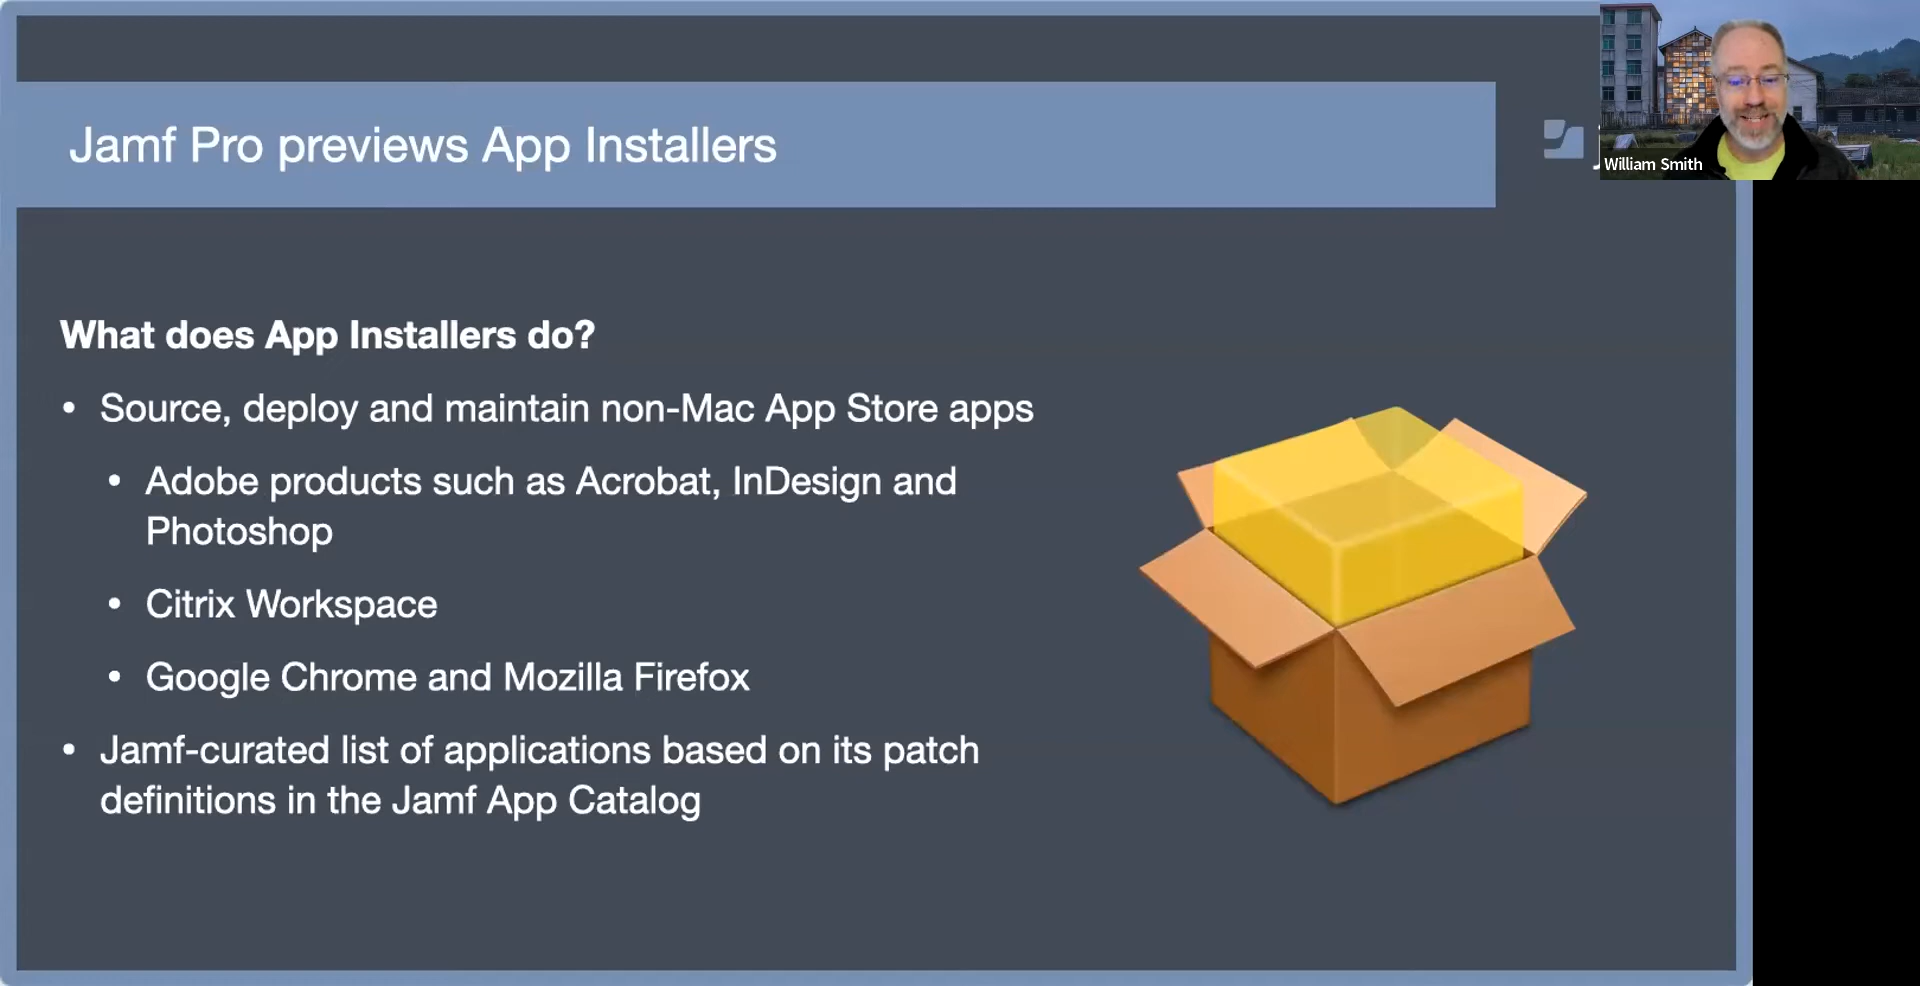 Jamf Pro previews App Installers
William Smith
What does App Installers do?
• Source, deploy and maintain non-Mac App Store apps
• Adobe products such as Acrobat, InDesign and
Photoshop
• Citrix Workspace
• Google Chrome and Mozilla Firefox
• Jamf-curated list of applications based on its patch
definitions in the Jamf App Catalog